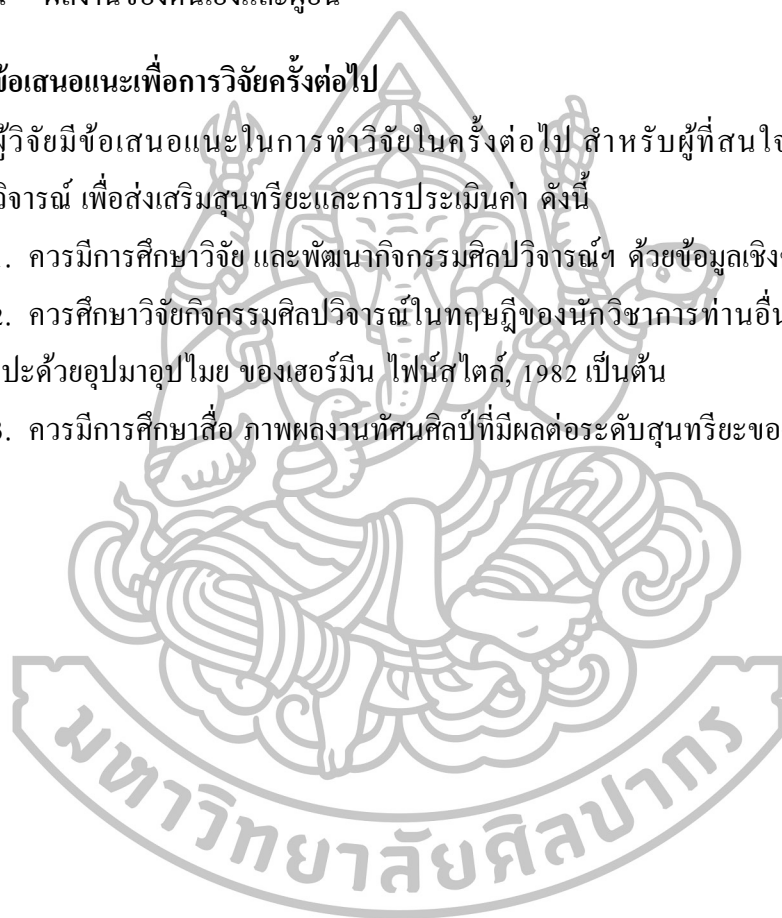 ผลงานของตนเองและผู้อื่น
ข้อเสนอแนะเพื่อการวิจัยครั้งต่อไป
ผู้วิจัยมีข้อเสนอแนะในการทำวิจัยในครั้งต่อไป สำหรับผู้ที่สนใจ
วิจารณ์ เพื่อส่งเสริมสุนทรียะและการประเมินค่า ดังนี้
. ควรมีการศึกษาวิจัย และพัฒนากิจกรรมศิลปวิจารณ์ฯ ด้วยข้อมูลเชิง
2. ควรศึกษาวิจัยกิจกรรมศิลปวิจารณ์ในทฤษฎีของนักวิชาการท่านอื่น
ปะด้วยอุปมาอุปไมย ของเฮอร์มีน ไฟน์สไตล์, 1982 เป็นต้น
3. ควรมีการศึกษาสื่อ ภาพผลงานทัศนศิลป์ที่มีผลต่อระดับสุนทรียะขอ
มหาวิทยาลัยศิลปากร